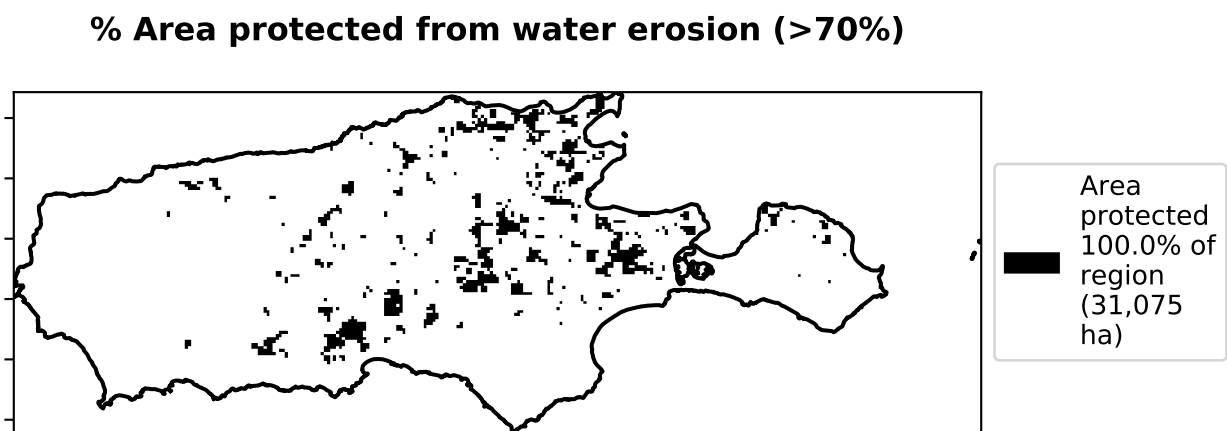 % Area protected from water erosion (>70%)
Area
protected
100.0% of
region
(31,075
ha)